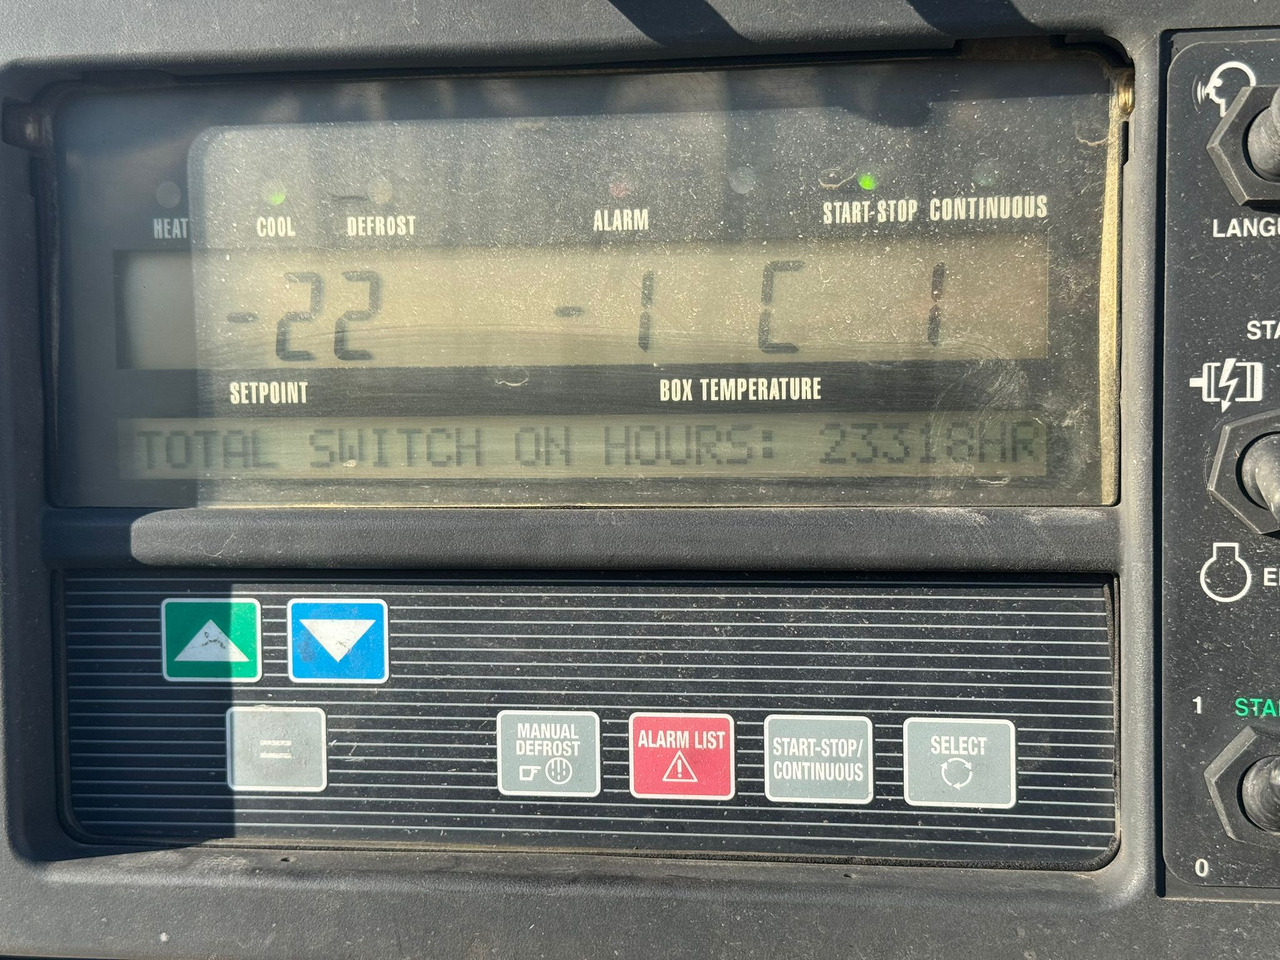 HEAT COOL DEFROST ALARM START-STOP CONTINUOUS
-22 -1 C 1
SETPOINT BOX TEMPERATURE
TOTAL SWITCH ON HOURS: 23318HR
MANUAL
DEFROST
ALARM LIST
START-STOP/
CONTINUOUS
SELECT
LANGU
STA
E
1
STA
0